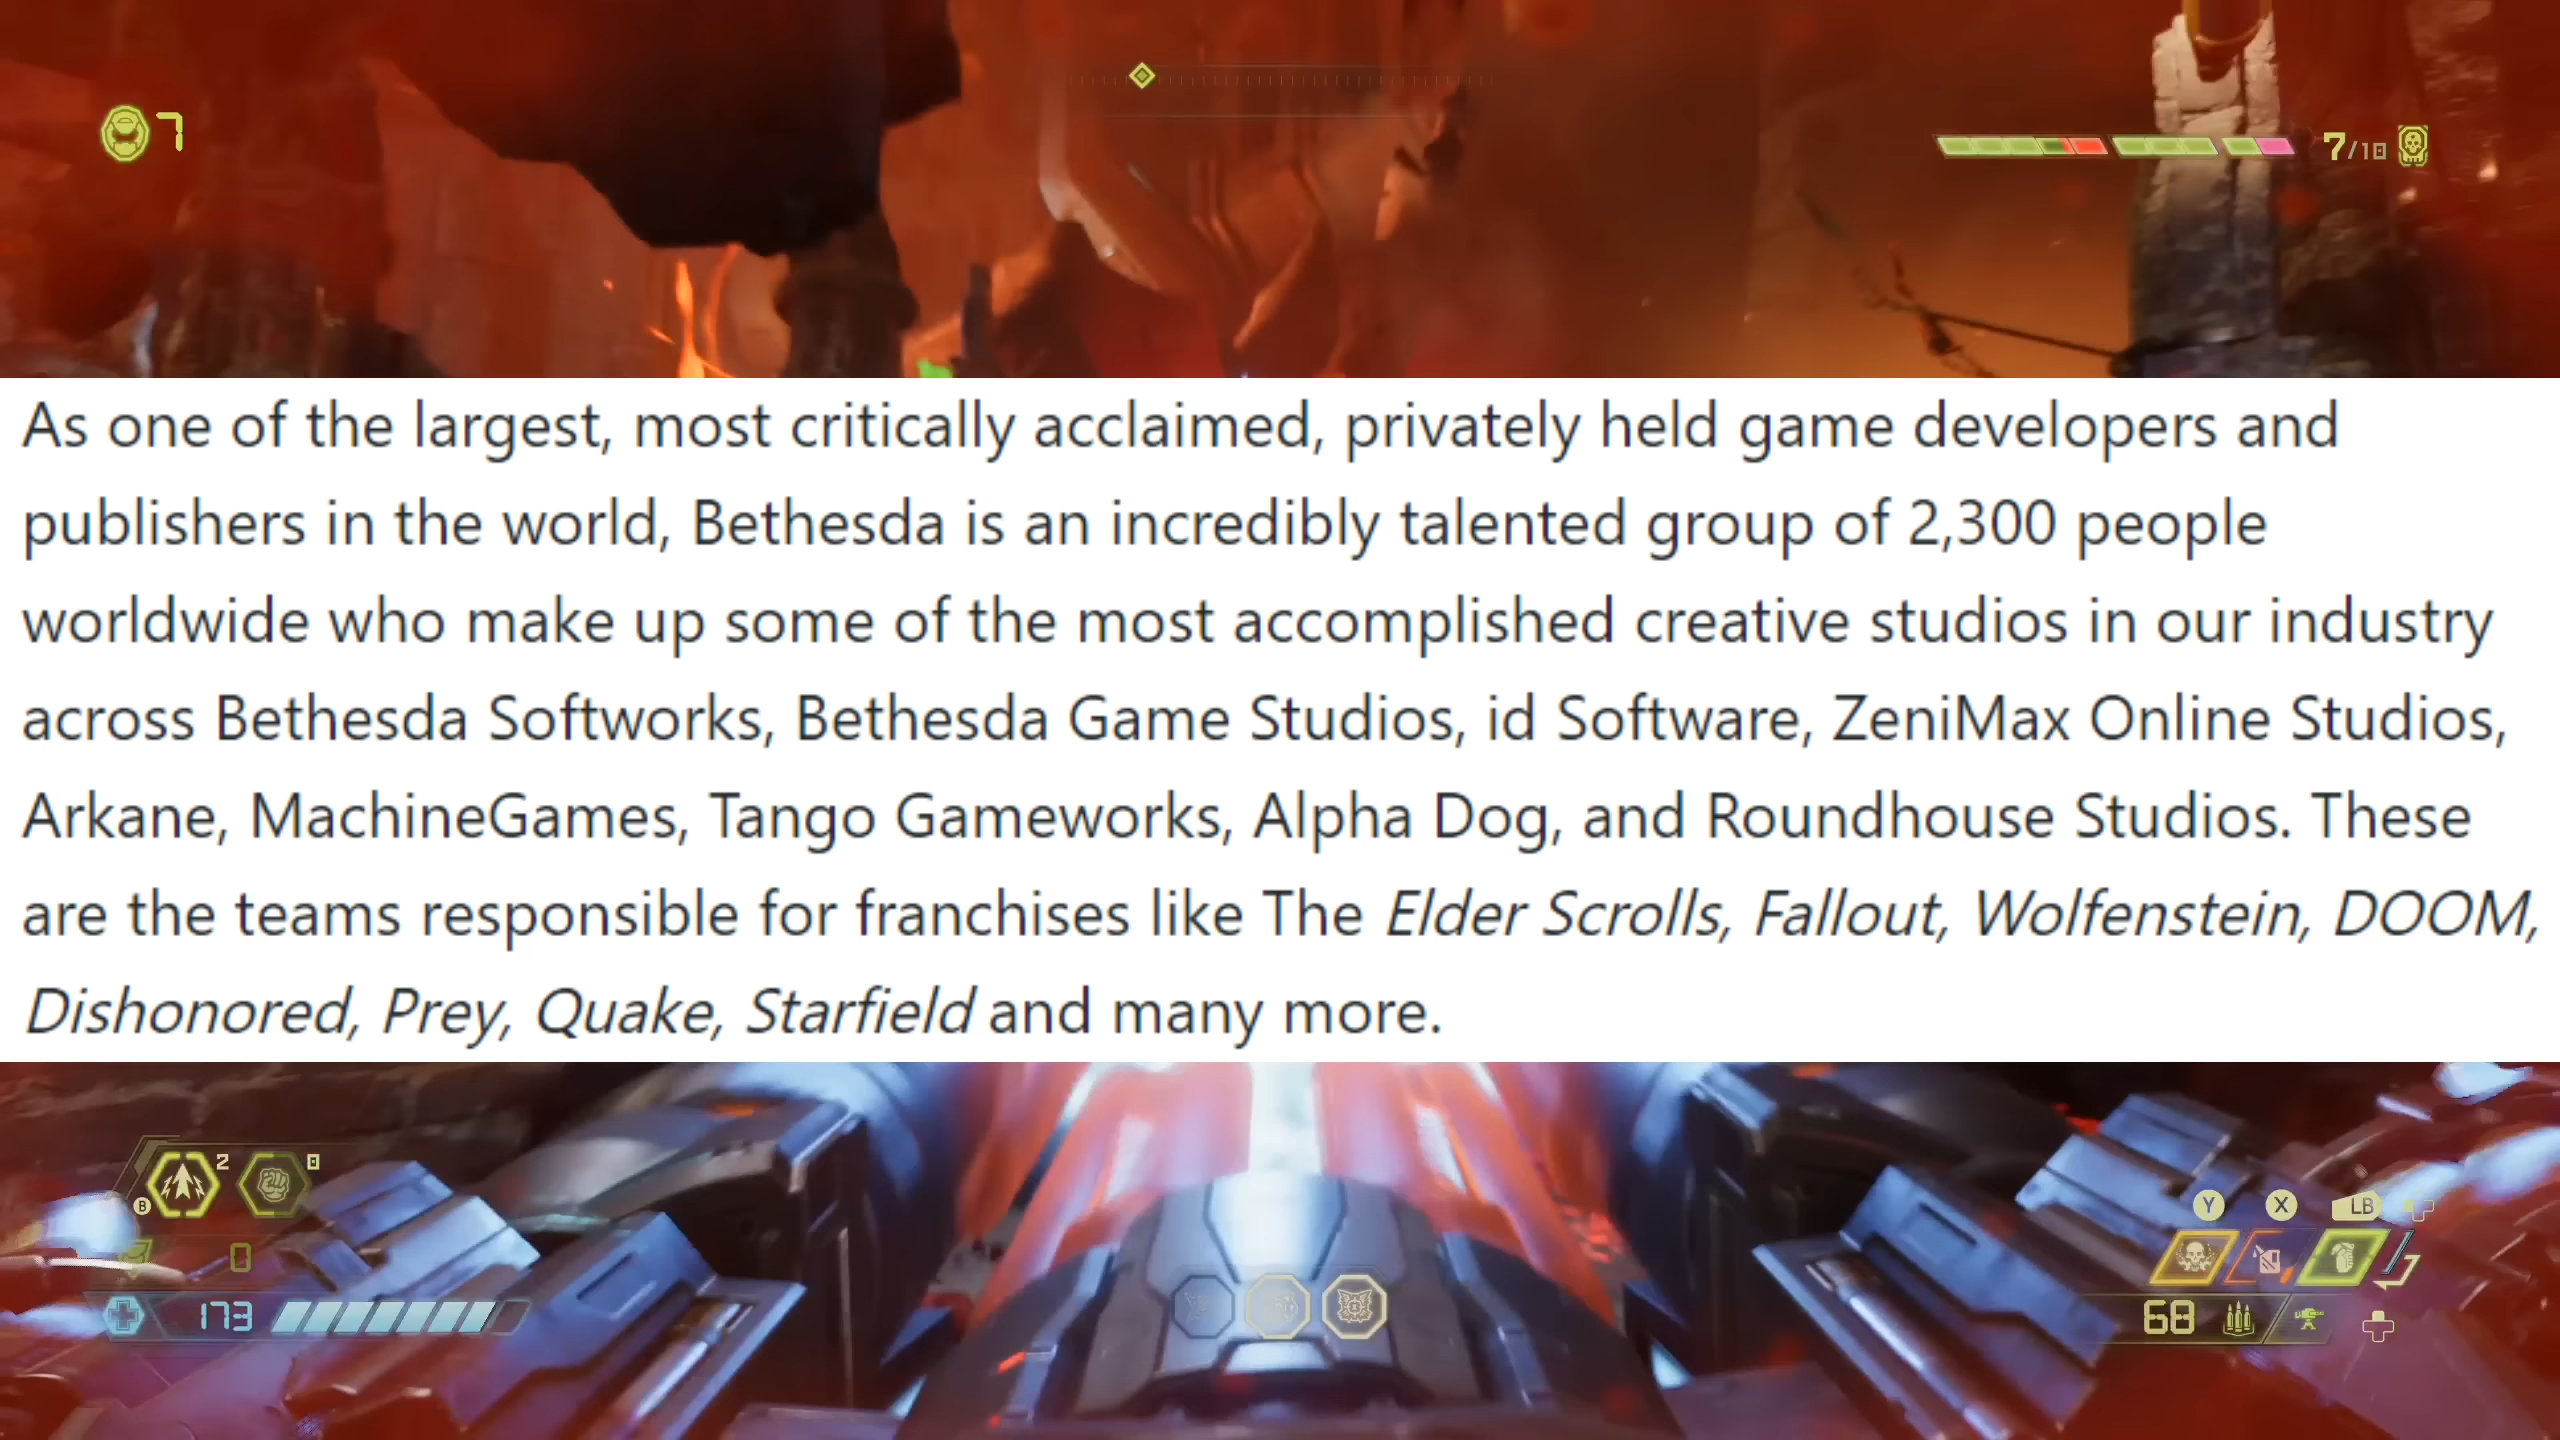 7
7/10
As one of the largest, most critically acclaimed, privately held game developers and
publishers in the world, Bethesda is an incredibly talented group of 2,300 people
worldwide who make up some of the most accomplished creative studios in our industry
across Bethesda Softworks, Bethesda Game Studios, id Software, ZeniMax Online Studios,
Arkane, MachineGames, Tango Gameworks, Alpha Dog, and Roundhouse Studios. These
are the teams responsible for franchises like The Elder Scrolls, Fallout, Wolfenstein, DOOM,
Dishonored, Prey, Quake, Starfield and many more.
2 0
B
Y X LB
0
173
68